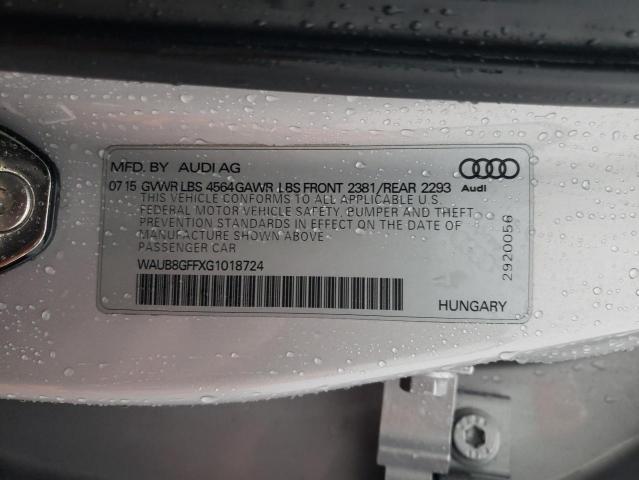 MFD. BY AUDI AG
07 15 GVWR LBS 4564 GAWR LBS FRONT 2381/REAR 2293
THIS VEHICLE CONFORMS TO ALL APPLICABLE U.S.
FEDERAL MOTOR VEHICLE SAFETY, BUMPER AND THEFT
PREVENTION STANDARDS IN EFFECT ON THE DATE OF
MANUFACTURE SHOWN ABOVE.
PASSENGER CAR
WAUB8GFFXG1018724
HUNGARY
Audi
2920056